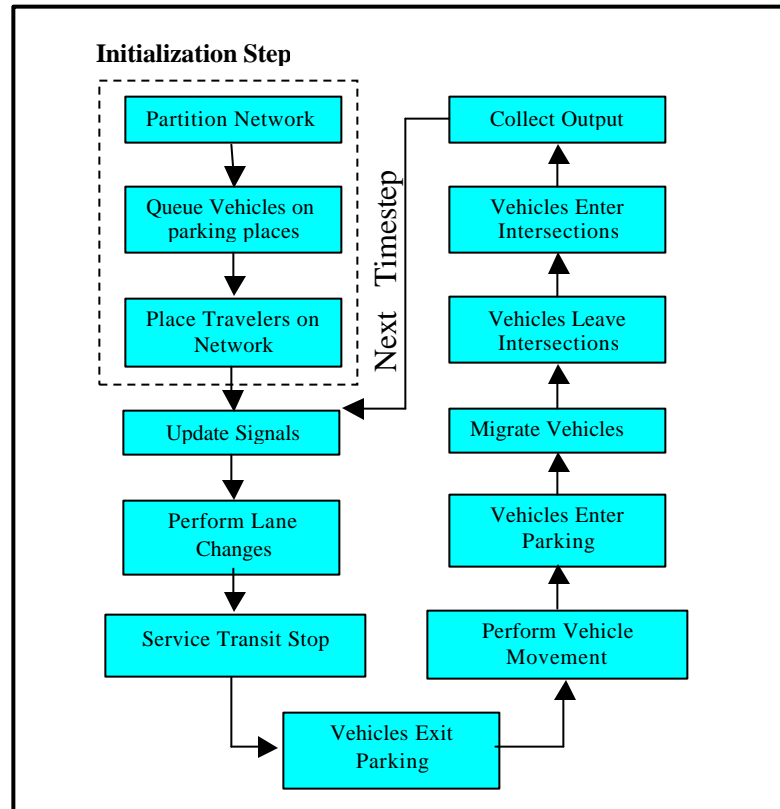 Initialization Step
Partition Network
Queue Vehicles on
parking places
Place Travelers on
Network
Update Signals
Perform Lane
Changes
Service Transit Stop
Vehicles Exit
Parking
Perform Vehicle
Movement
Vehicles Enter
Parking
Migrate Vehicles
Vehicles Leave
Intersections
Vehicles Enter
Intersections
Collect Output
Next Timestep